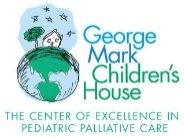 George
Mark
Children's
House
THE CENTER OF EXCELLENCE IN
PEDIATRIC PALLIATIVE CARE